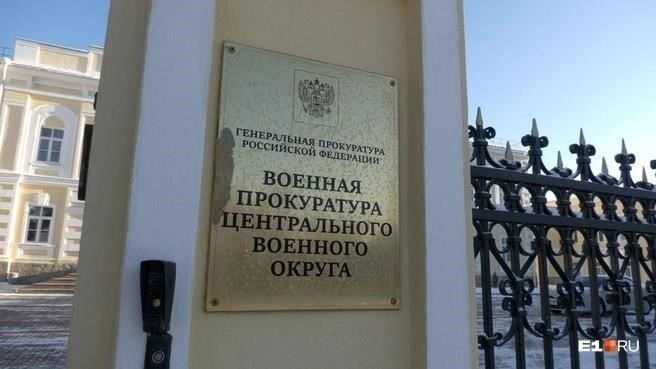 ГЕНЕРАЛЬНАЯ ПРОКУРАТУРА
РОССИЙСКОЙ ФЕДЕРАЦИИ
ВОЕННАЯ
ПРОКУРАТУРА
ЦЕНТРАЛЬНОГО
ВОЕННОГО
ОКРУГА
E1.RU